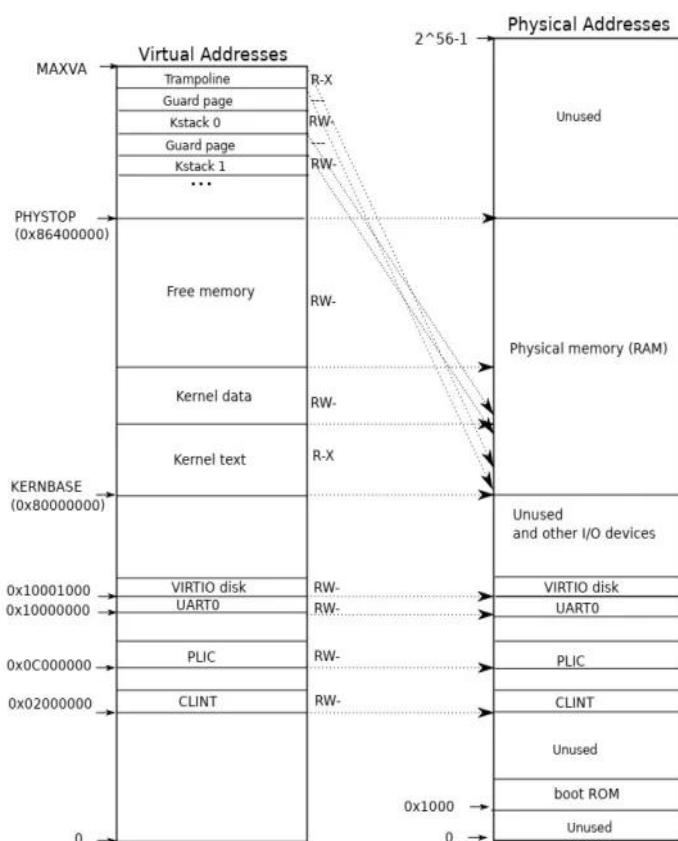 Virtual Addresses
MAXVA
Trampoline
R-X
Guard page
---
Kstack 0
RW-
Guard page
---
Kstack 1
RW-
...
PHYSTOP
(0x86400000)
Free memory
RW-
Kernel data
RW-
Kernel text
R-X
KERNBASE
(0x80000000)
VIRTIO disk
RW-
0x10001000
UART0
RW-
0x10000000
PLIC
RW-
0x0C000000
CLINT
RW-
0x02000000
0
Physical Addresses
2^56-1
Unused
Physical memory (RAM)
Unused
and other I/O devices
VIRTIO disk
UART0
PLIC
CLINT
Unused
boot ROM
0x1000
Unused
0